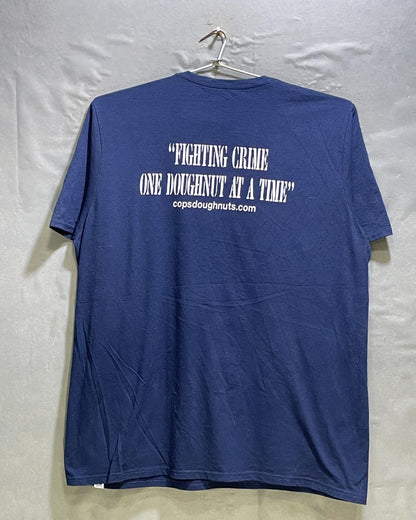 “FIGHTING CRIME
ONE DOUGHNUT AT A TIME”
copsdoughnuts.com